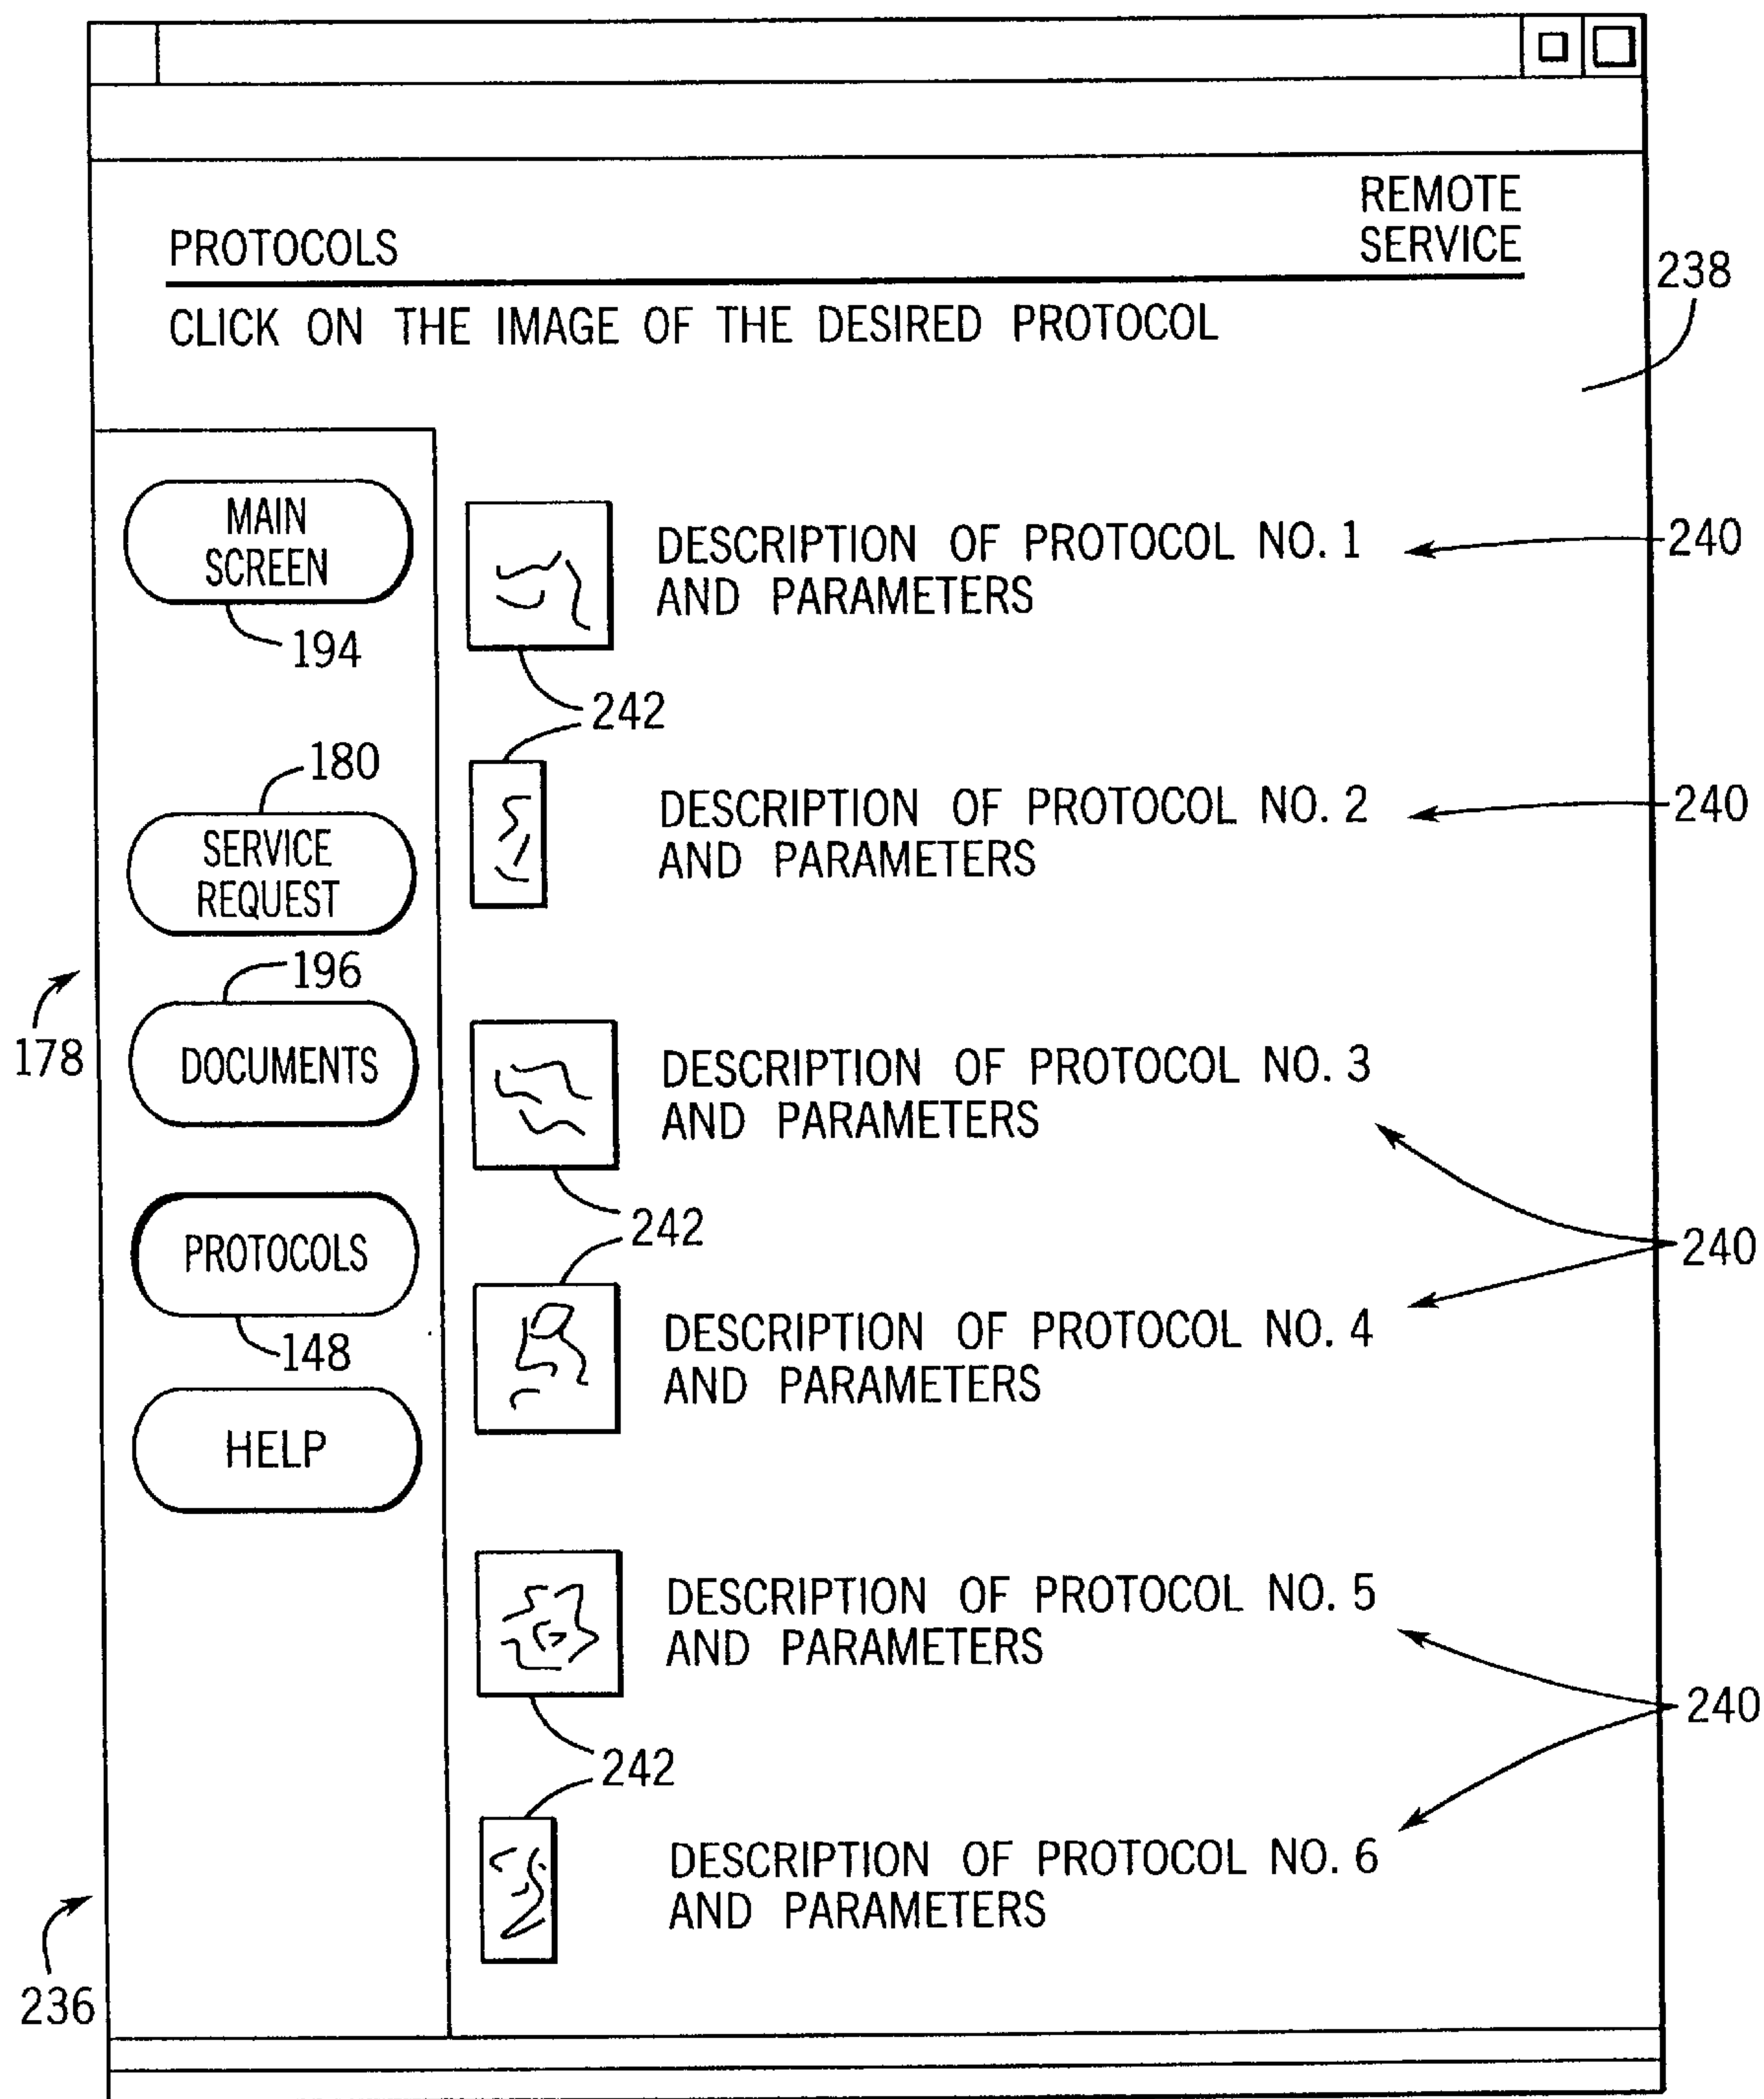 REMOTE
SERVICE
PROTOCOLS
238
CLICK ON THE IMAGE OF THE DESIRED PROTOCOL
MAIN
SCREEN
194
DESCRIPTION OF PROTOCOL NO. 1
AND PARAMETERS
240
242
180
SERVICE
REQUEST
DESCRIPTION OF PROTOCOL NO. 2
AND PARAMETERS
240
196
178
DOCUMENTS
DESCRIPTION OF PROTOCOL NO. 3
AND PARAMETERS
242
240
PROTOCOLS
148
DESCRIPTION OF PROTOCOL NO. 4
AND PARAMETERS
HELP
DESCRIPTION OF PROTOCOL NO. 5
AND PARAMETERS
240
242
DESCRIPTION OF PROTOCOL NO. 6
AND PARAMETERS
236